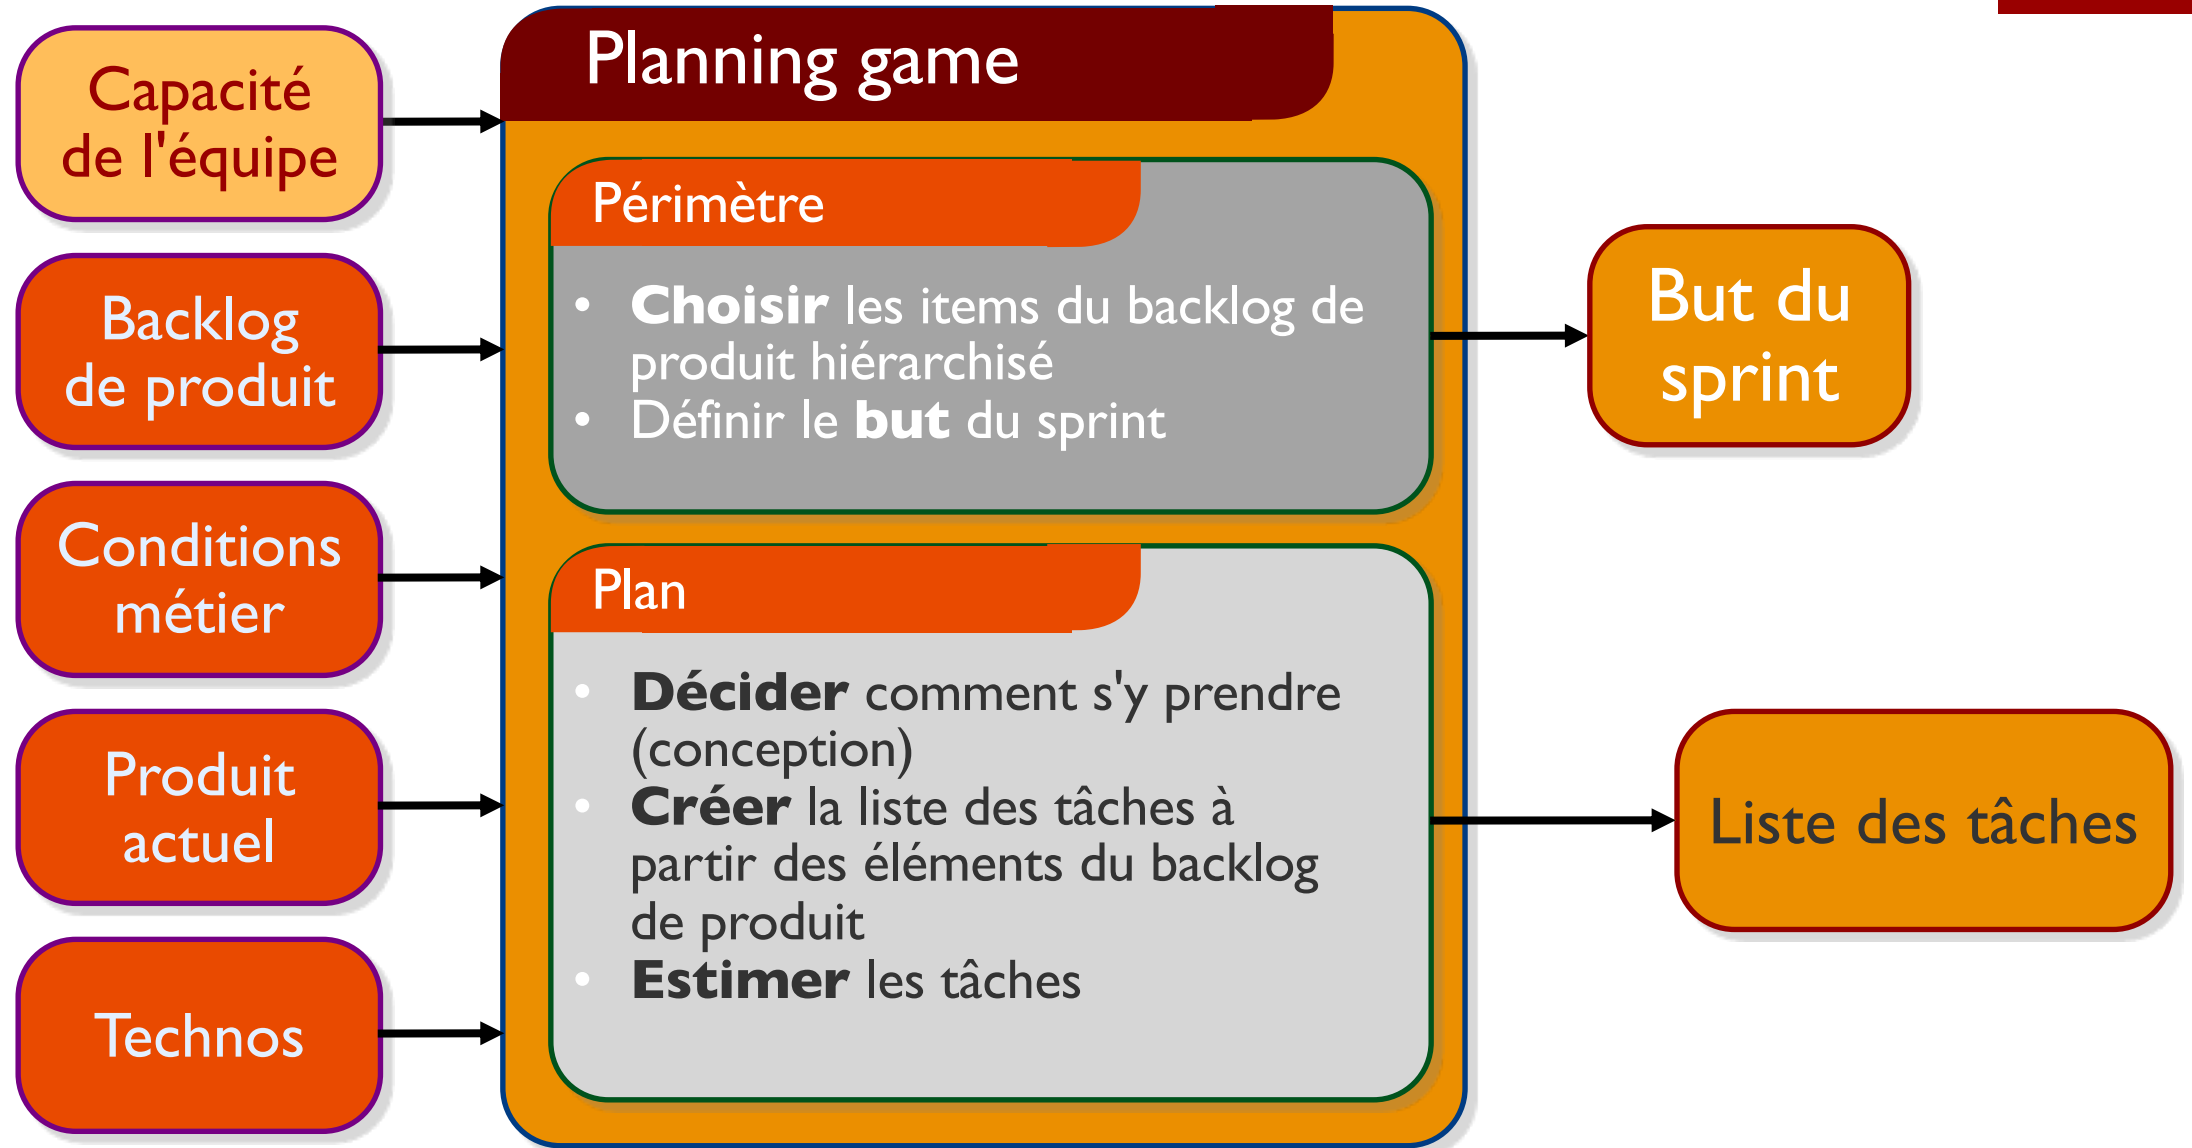 Capacité
de l'équipe
Backlog
de produit
Conditions
métier
Produit
actuel
Technos
Planning game
Périmètre
• Choisir les items du backlog de
produit hiérarchisé
• Définir le but du sprint
Plan
• Décider comment s'y prendre
(conception)
• Créer la liste des tâches à
partir des éléments du backlog
de produit
• Estimer les tâches
But du
sprint
Liste des tâches